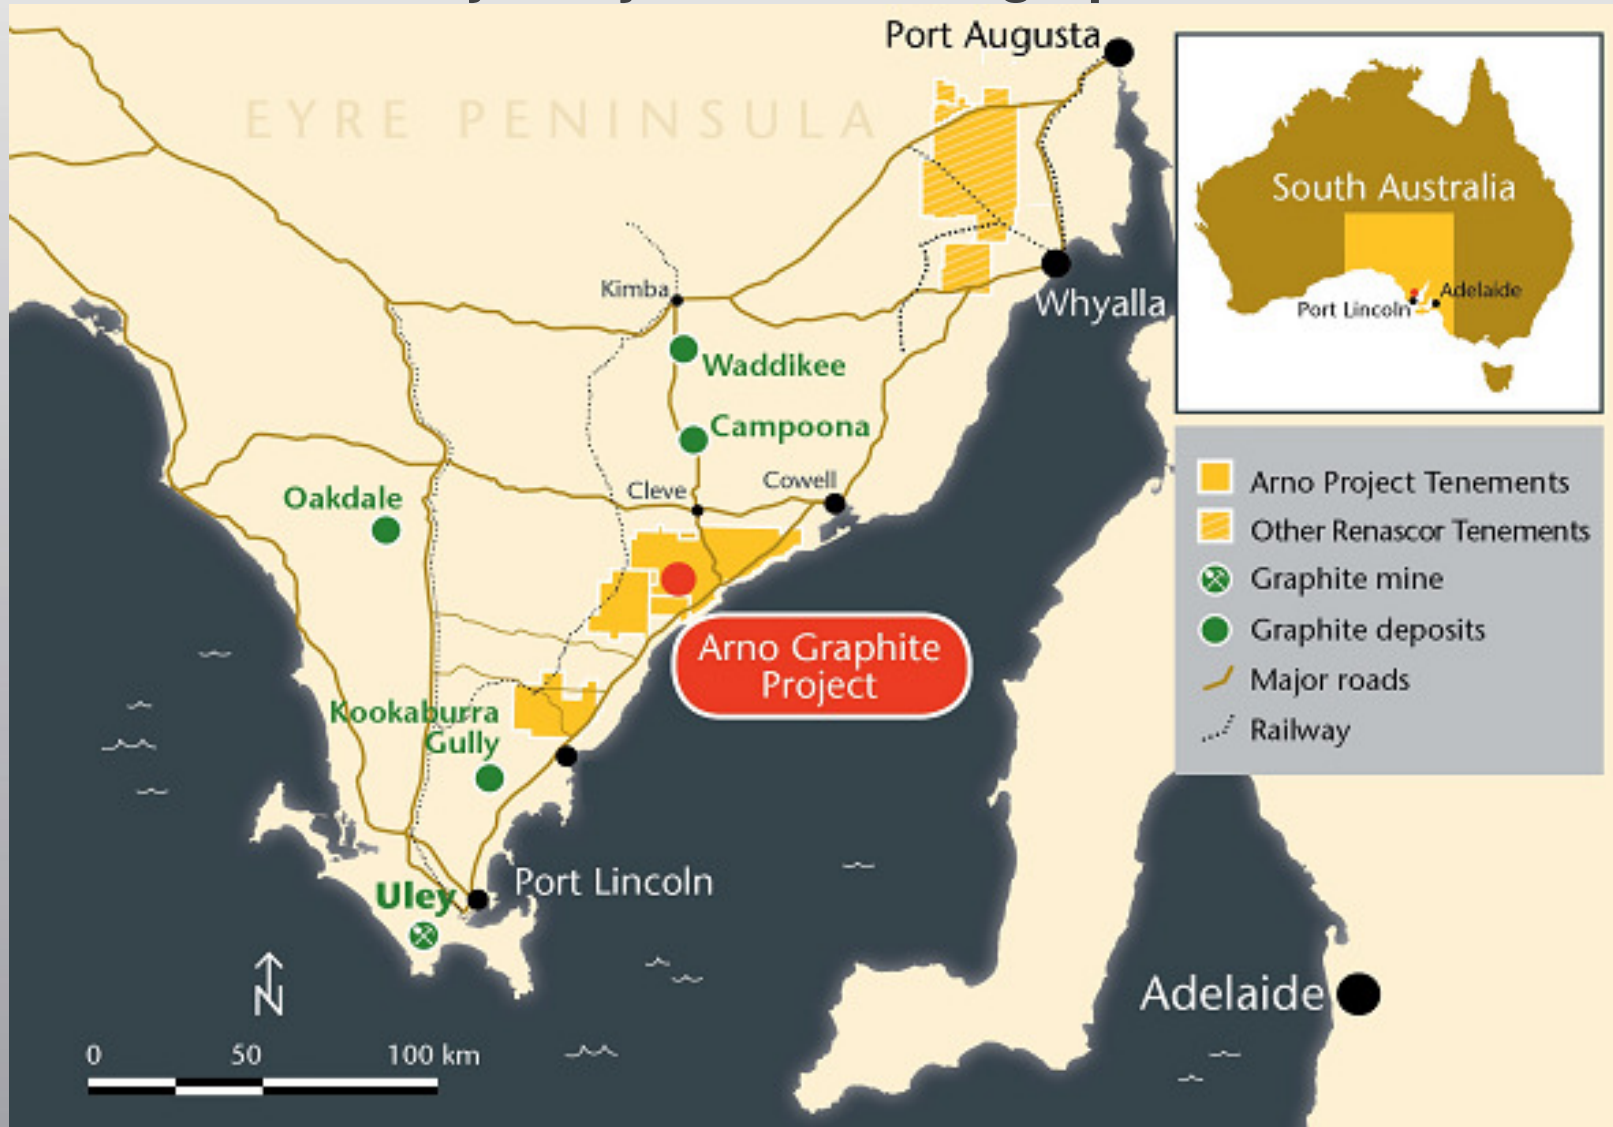 Port Augusta
EYRE PENINSULA
South Australia
Adelaide
Port Lincoln
Kimba
Whyalla
Waddikee
Campoona
Cleve
Cowell
Oakdale
Arno Graphite
Project
Kookaburra
Gully
Port Lincoln
Uley
Adelaide
N
0 50 100 km
Arno Project Tenements
Other Renascor Tenements
Graphite mine
Graphite deposits
Major roads
Railway